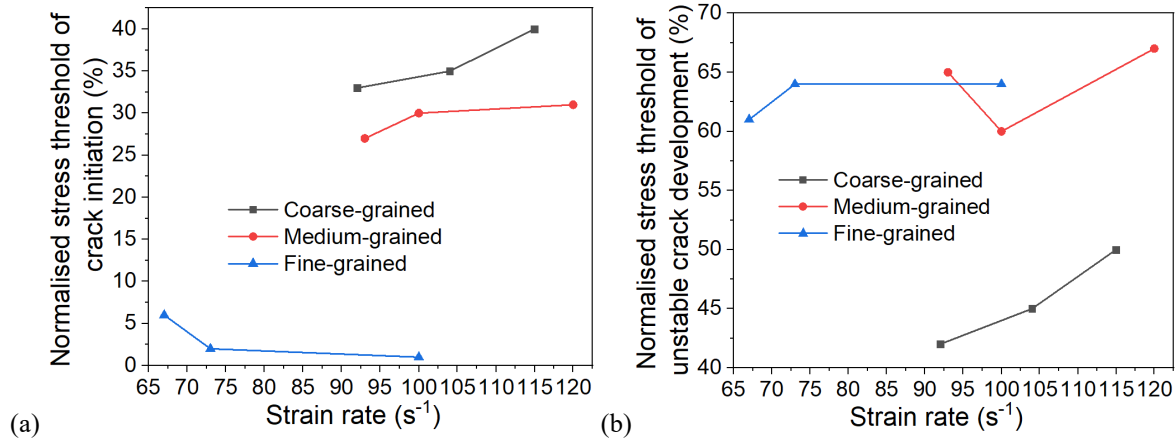 Normalised stress threshold of
crack initiation (%)
40
35
30
25
20
15
10
5
0
Coarse-grained
Medium-grained
Fine-grained
65 70 75 80 85 90 95 100 105 110 115 120
Strain rate (s⁻¹)
(a)
Normalised stress threshold of
unstable crack development (%)
70
65
60
55
50
45
40
Coarse-grained
Medium-grained
Fine-grained
65 70 75 80 85 90 95 100 105 110 115 120
Strain rate (s⁻¹)
(b)